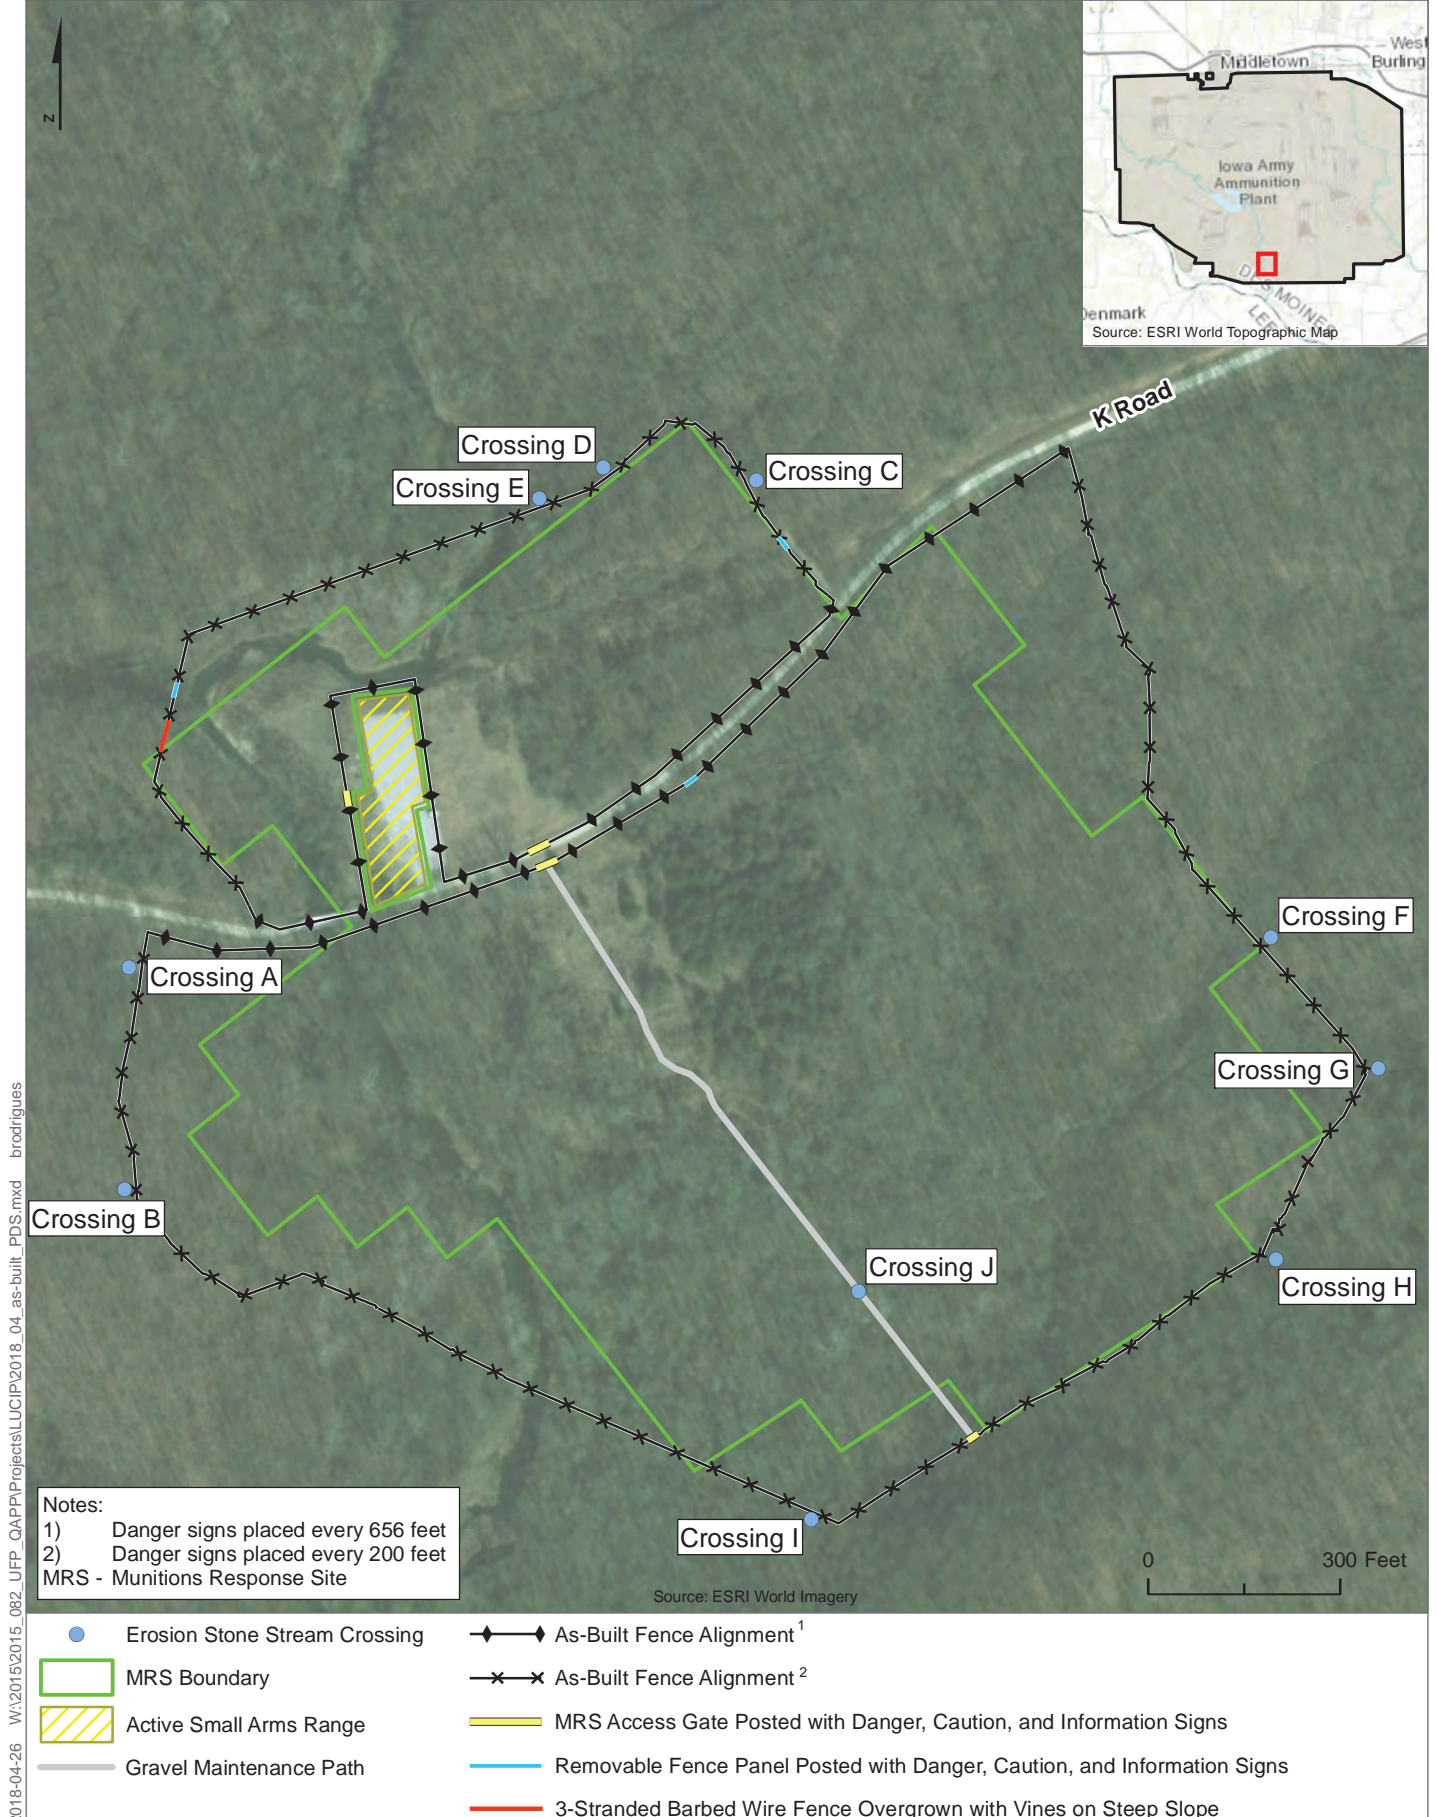 N
Middletown
West
Burling
Iowa Army
Ammunition
Plant
DES MOINES
LEE
Denmark
Source: ESRI World Topographic Map
K Road
Crossing D
Crossing C
Crossing E
Crossing F
Crossing A
Crossing G
Crossing B
Crossing J
Crossing H
Crossing I
Notes:
1) Danger signs placed every 656 feet
2) Danger signs placed every 200 feet
MRS - Munitions Response Site
0 300 Feet
Source: ESRI World Imagery
Erosion Stone Stream Crossing
MRS Boundary
Active Small Arms Range
Gravel Maintenance Path
As-Built Fence Alignment 1
As-Built Fence Alignment 2
MRS Access Gate Posted with Danger, Caution, and Information Signs
Removable Fence Panel Posted with Danger, Caution, and Information Signs
3-Stranded Barbed Wire Fence Overgrown with Vines on Steep Slope
018-04-26 W:\2015\2015_082_UFP_QAPP\Projects\LUCIP\2018_04_as-built_PDS.mxd brodrigues